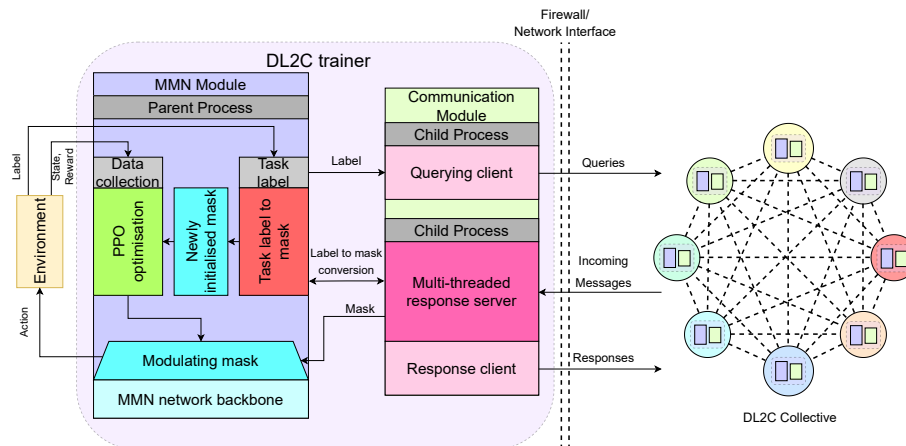 Firewall/
Network Interface
DL2C trainer
MMN Module
Parent Process
Communication
Module
Child Process
Label
State,
Reward
Data
collection
Task
label
Label
Querying client
Queries
Environment
PPO
optimisation
Newly
initialised mask
Task label to
mask
Child Process
Label to mask
conversion
Multi-threaded
response server
Incoming
Messages
Action
Mask
Modulating mask
Response client
Responses
MMN network backbone
DL2C Collective